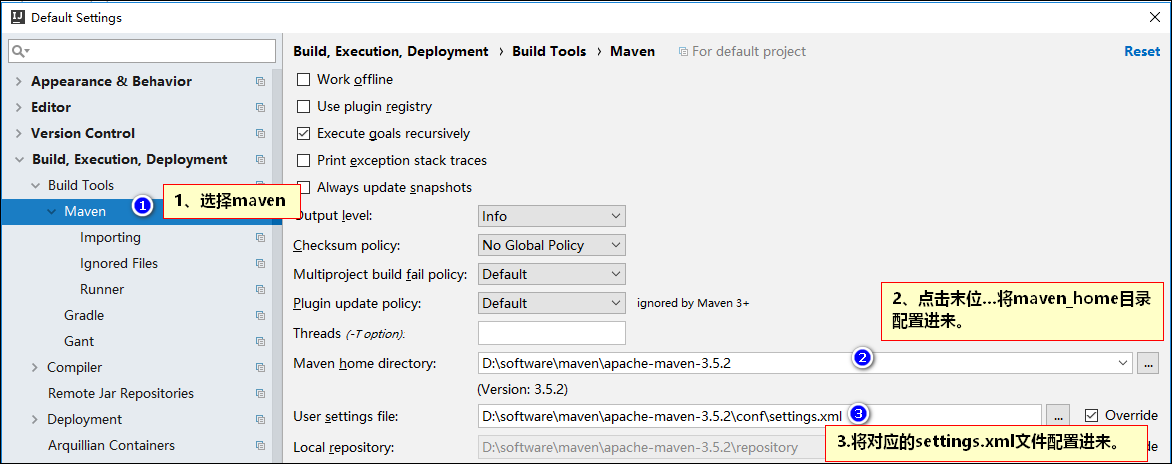 Default Settings
Build, Execution, Deployment › Build Tools › Maven
For default project
Reset
Appearance & Behavior
Editor
Version Control
Build, Execution, Deployment
Build Tools
Maven
Importing
Ignored Files
Runner
Gradle
Gant
Compiler
Remote Jar Repositories
Deployment
Arquillian Containers
1
1、选择maven
Work offline
Use plugin registry
Execute goals recursively
Print exception stack traces
Always update snapshots
Output level: Info
Checksum policy: No Global Policy
Multiproject build fail policy: Default
Plugin update policy: Default ignored by Maven 3+
Threads (-T option).
2、点击末位...将maven_home目录
配置进来。
Maven home directory: D:\software\maven\apache-maven-3.5.2 2 ...
(Version: 3.5.2)
User settings file: D:\software\maven\apache-maven-3.5.2\conf\settings.xml 3 ... Override
3.将对应的settings.xml文件配置进来。
Local repository: D:\software\maven\apache-maven-3.5.2\repository